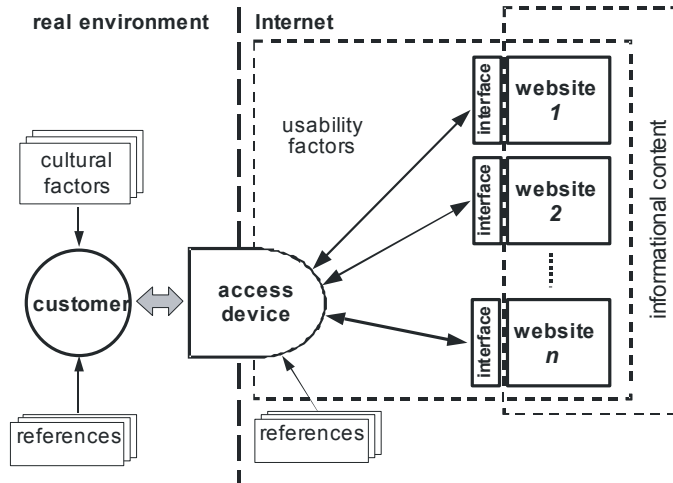 real environment
Internet
cultural
factors
customer
references
access
device
references
usability
factors
interface
website
1
interface
website
2
interface
website
n
informational content